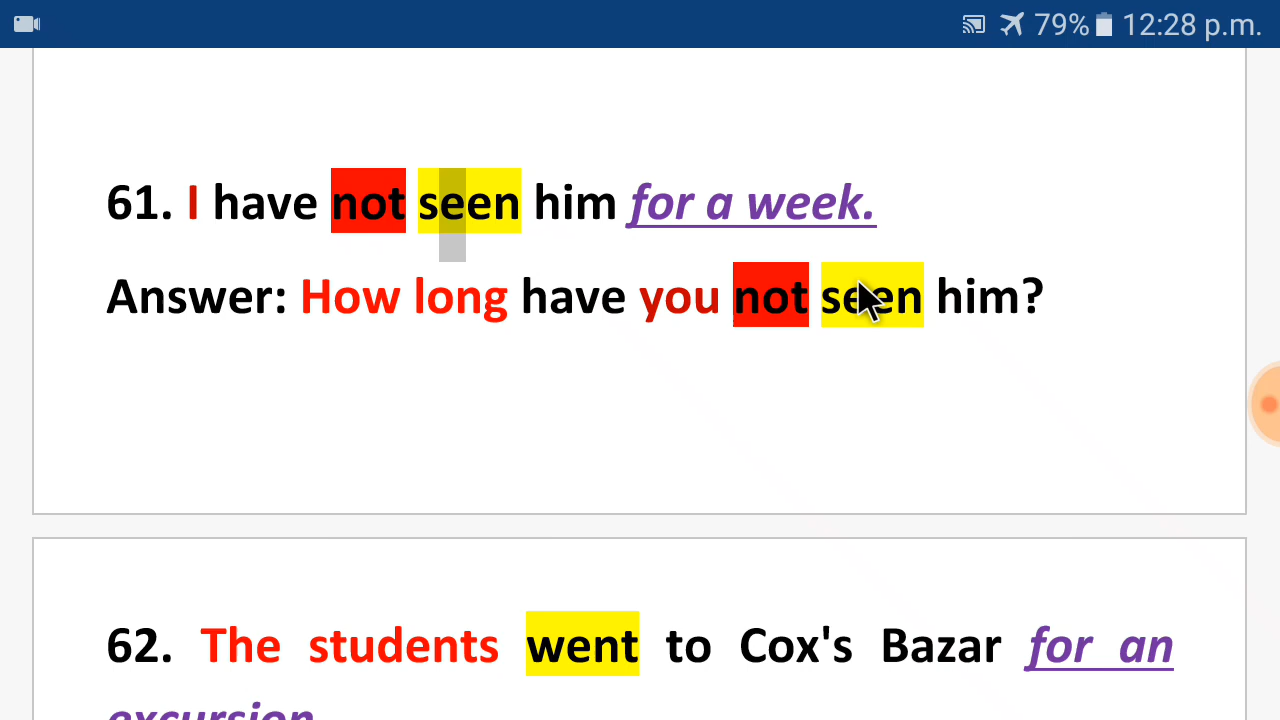 79% 12:28 p.m.
61. I have not seen him for a week.
Answer: How long have you not seen him?
62. The students went to Cox's Bazar for an
excursion